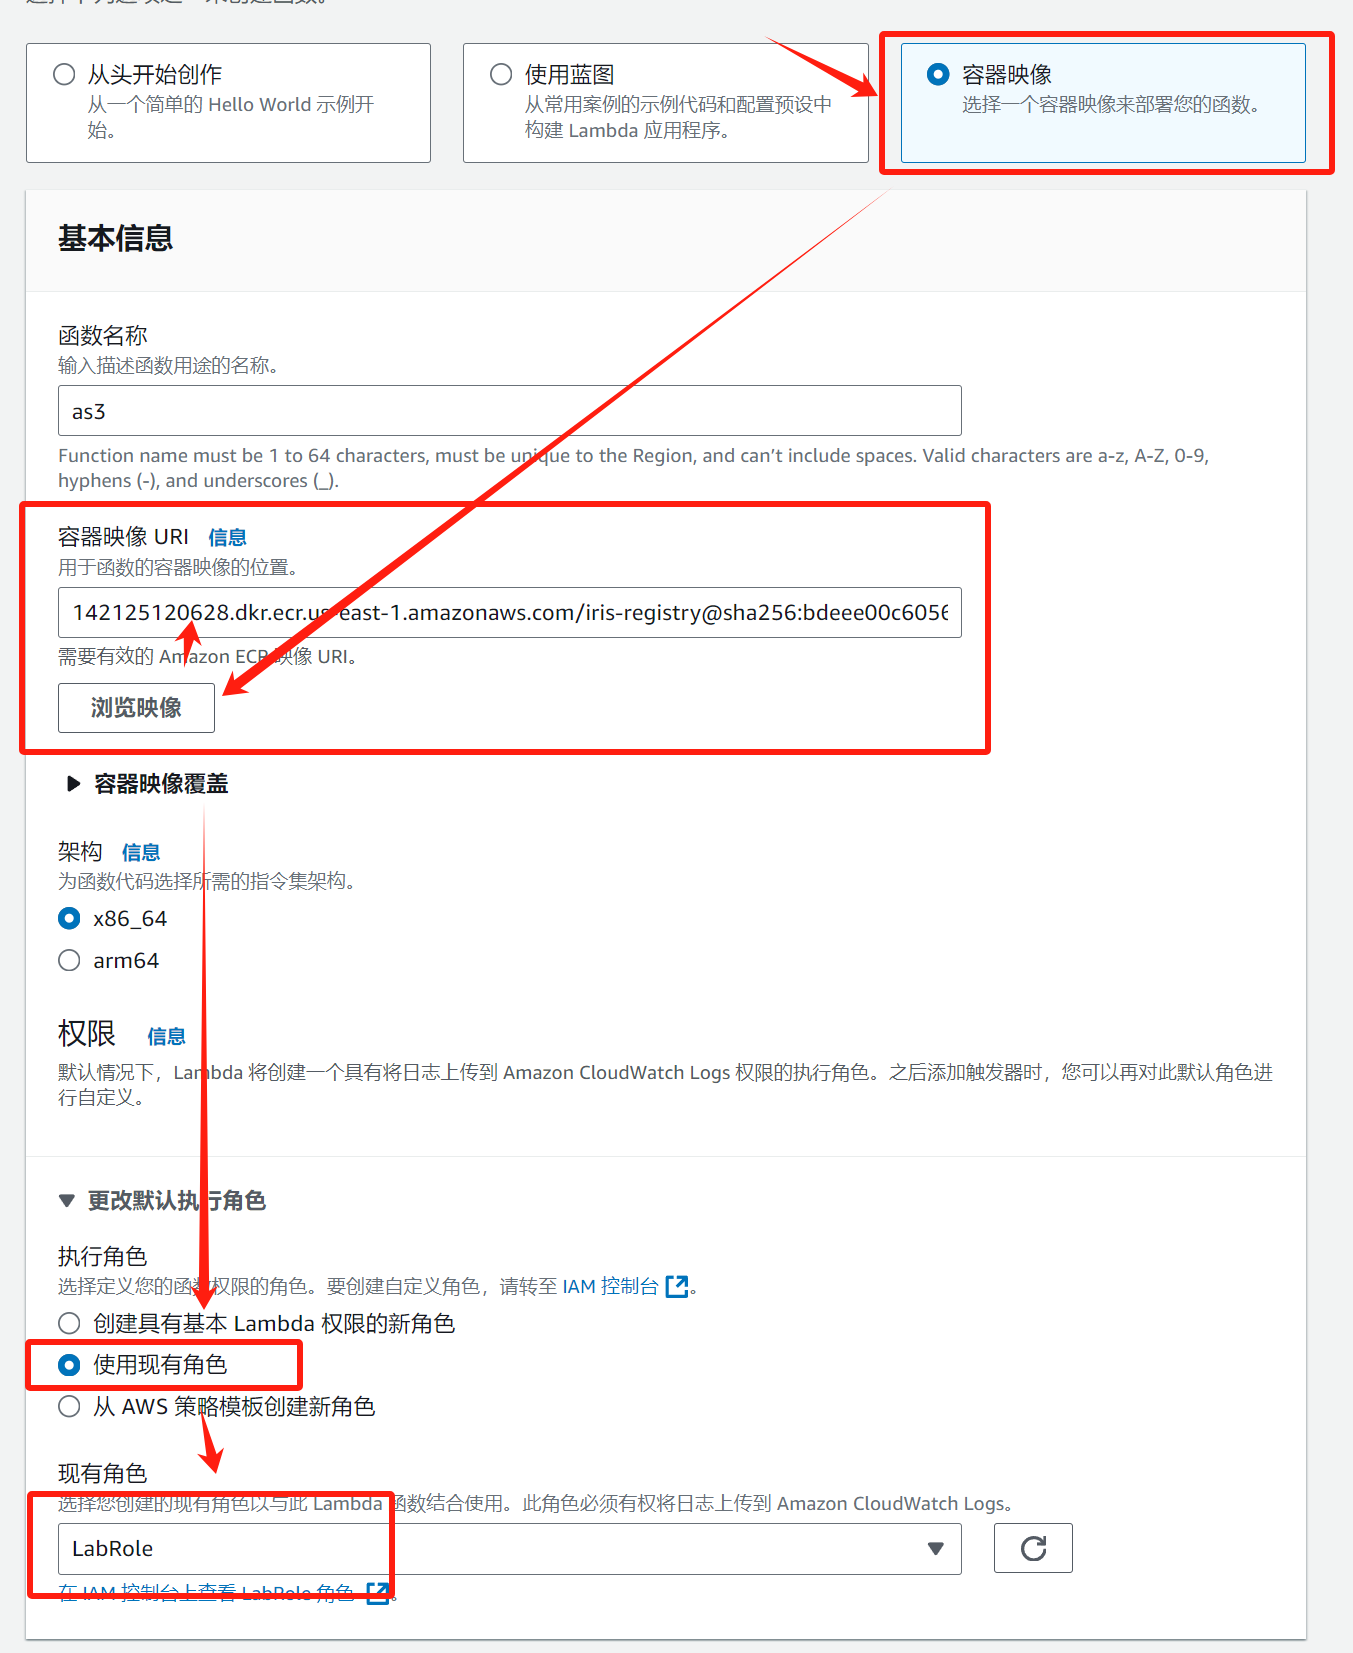 从头开始创作
从一个简单的 Hello World 示例开
始。
使用蓝图
从常用案例的示例代码和配置预设中
构建 Lambda 应用程序。
容器映像
选择一个容器映像来部署您的函数。
基本信息
函数名称
输入描述函数用途的名称。
as3
Function name must be 1 to 64 characters, must be unique to the Region, and can’t include spaces. Valid characters are a-z, A-Z, 0-9,
hyphens (-), and underscores (_).
容器映像 URI 信息
用于函数的容器映像的位置。
142125120628.dkr.ecr.us-east-1.amazonaws.com/iris-registry@sha256:bdeee00c6056
需要有效的 Amazon ECR 映像 URI。
浏览映像
容器映像覆盖
架构 信息
为函数代码选择所需的指令集架构。
x86_64
arm64
权限 信息
默认情况下，Lambda 将创建一个具有将日志上传到 Amazon CloudWatch Logs 权限的执行角色。之后添加触发器时，您可以再对此默认角色进
行自定义。
更改默认执行角色
执行角色
选择定义您的函数权限的角色。要创建自定义角色，请转至 IAM 控制台。
创建具有基本 Lambda 权限的新角色
使用现有角色
从 AWS 策略模板创建新角色
现有角色
选择您创建的现有角色以与此 Lambda 函数结合使用。此角色必须有权将日志上传到 Amazon CloudWatch Logs。
LabRole
在 IAM 控制台上查看 LabRole 角色。